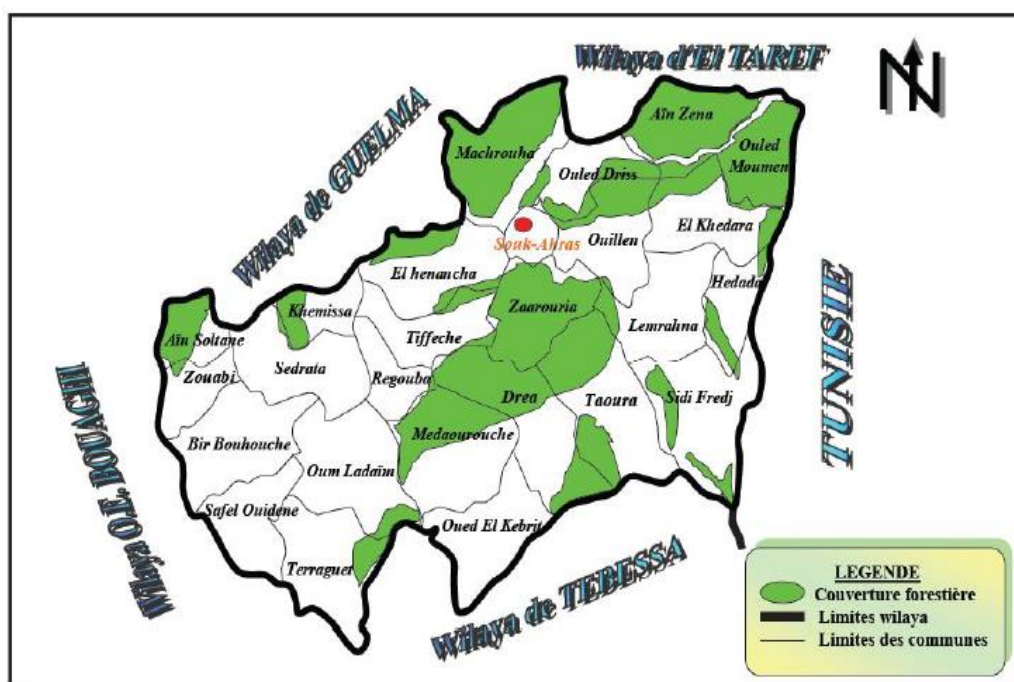 Wilaya d'El TAREF
N
Wilaya de GUELMA
Aïn Zena
Machrouha
Ouled
Moumen
Ouled Driss
El Khedara
Souk-Ahras
Ouillen
El henancha
Hedada
Khemissa
Zaarouria
Lemrahna
Tiffeche
Aïn Soltane
Sedrata
Zouabi
Regouba
TUNISIE
Drea
Taoura
Sidi Fredj
Wilaya O.E. BOUAGHI
Medaourouche
Bir Bouhouche
Oum Ladaïm
Safel Ouidene
Oued El Kebrit
Terraguet
Wilaya de TEBESSA
LEGENDE
Couverture forestière
Limites wilaya
Limites des communes